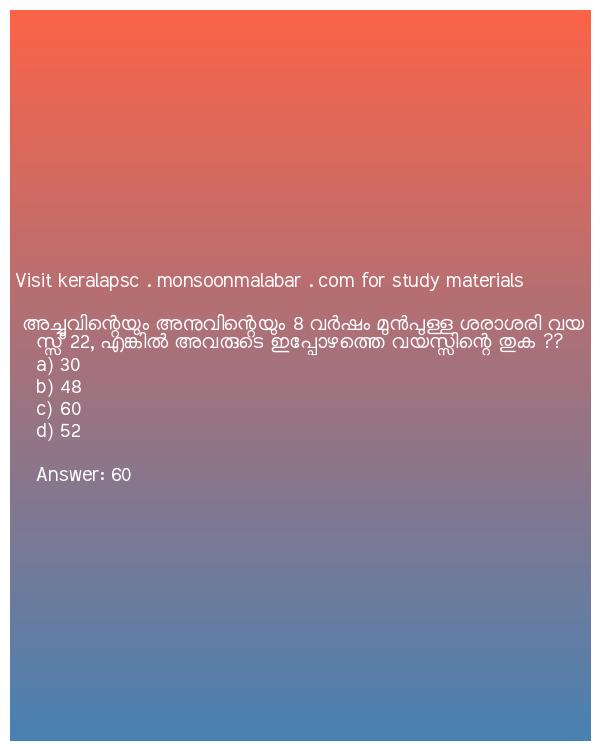 Visit keralapsc . monsoonmalabar . com for study materials
അച്ചുവിന്റെയും അനുവിന്റെയും 8 വർഷം മുൻപുള്ള ശരാശരി വയ
സ്സ് 22, എങ്കിൽ അവരുടെ ഇപ്പോഴത്തെ വയസ്സിന്റെ തുക ??
a) 30
b) 48
c) 60
d) 52
Answer: 60